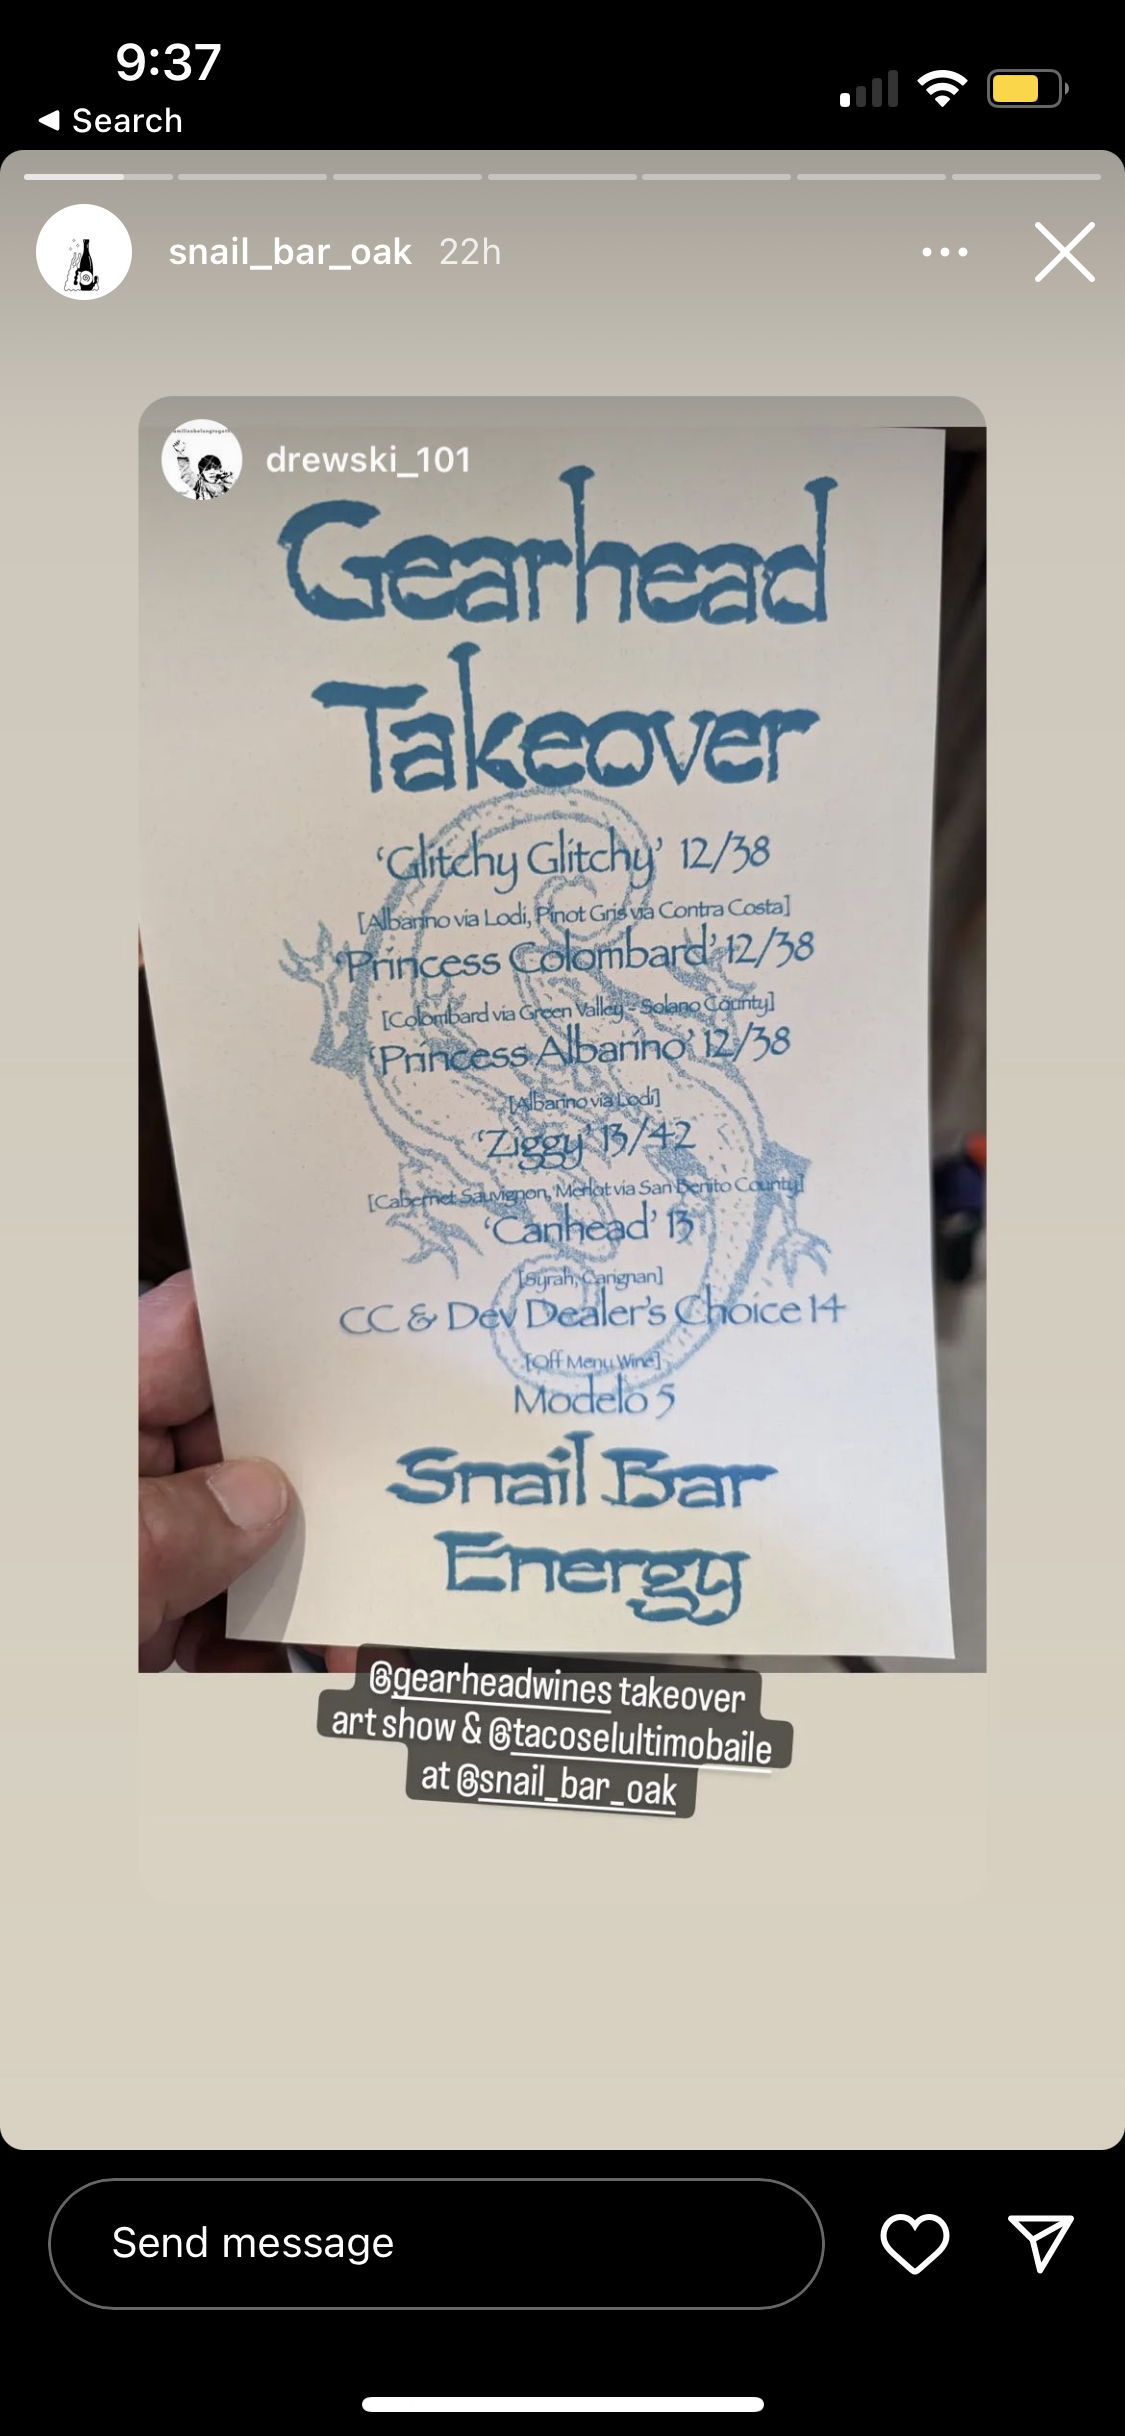 9:37
Search
snail_bar_oak 22h
drewski_101
Gearhead
Takeover
'Glitchy Glitchy' 12/38
[Albarino via Lodi, Pinot Gris via Contra Costa]
'Princess Colombard' 12/38
[Colombard via Green Valley - Solano County]
'Princess Albarino' 12/38
[Albarino via Lodi]
'Ziggy' 13/42
[Cabernet Sauvignon, Merlot via San Benito County]
'Canhead' 13
[Syrah, Carignan]
CC & Dev Dealer's Choice 14
[Off Menu Wine]
Modelo 5
Snail Bar
Energy
@gearheadwines takeover
art show & @tacoselultimobaile
at @snail_bar_oak
Send message